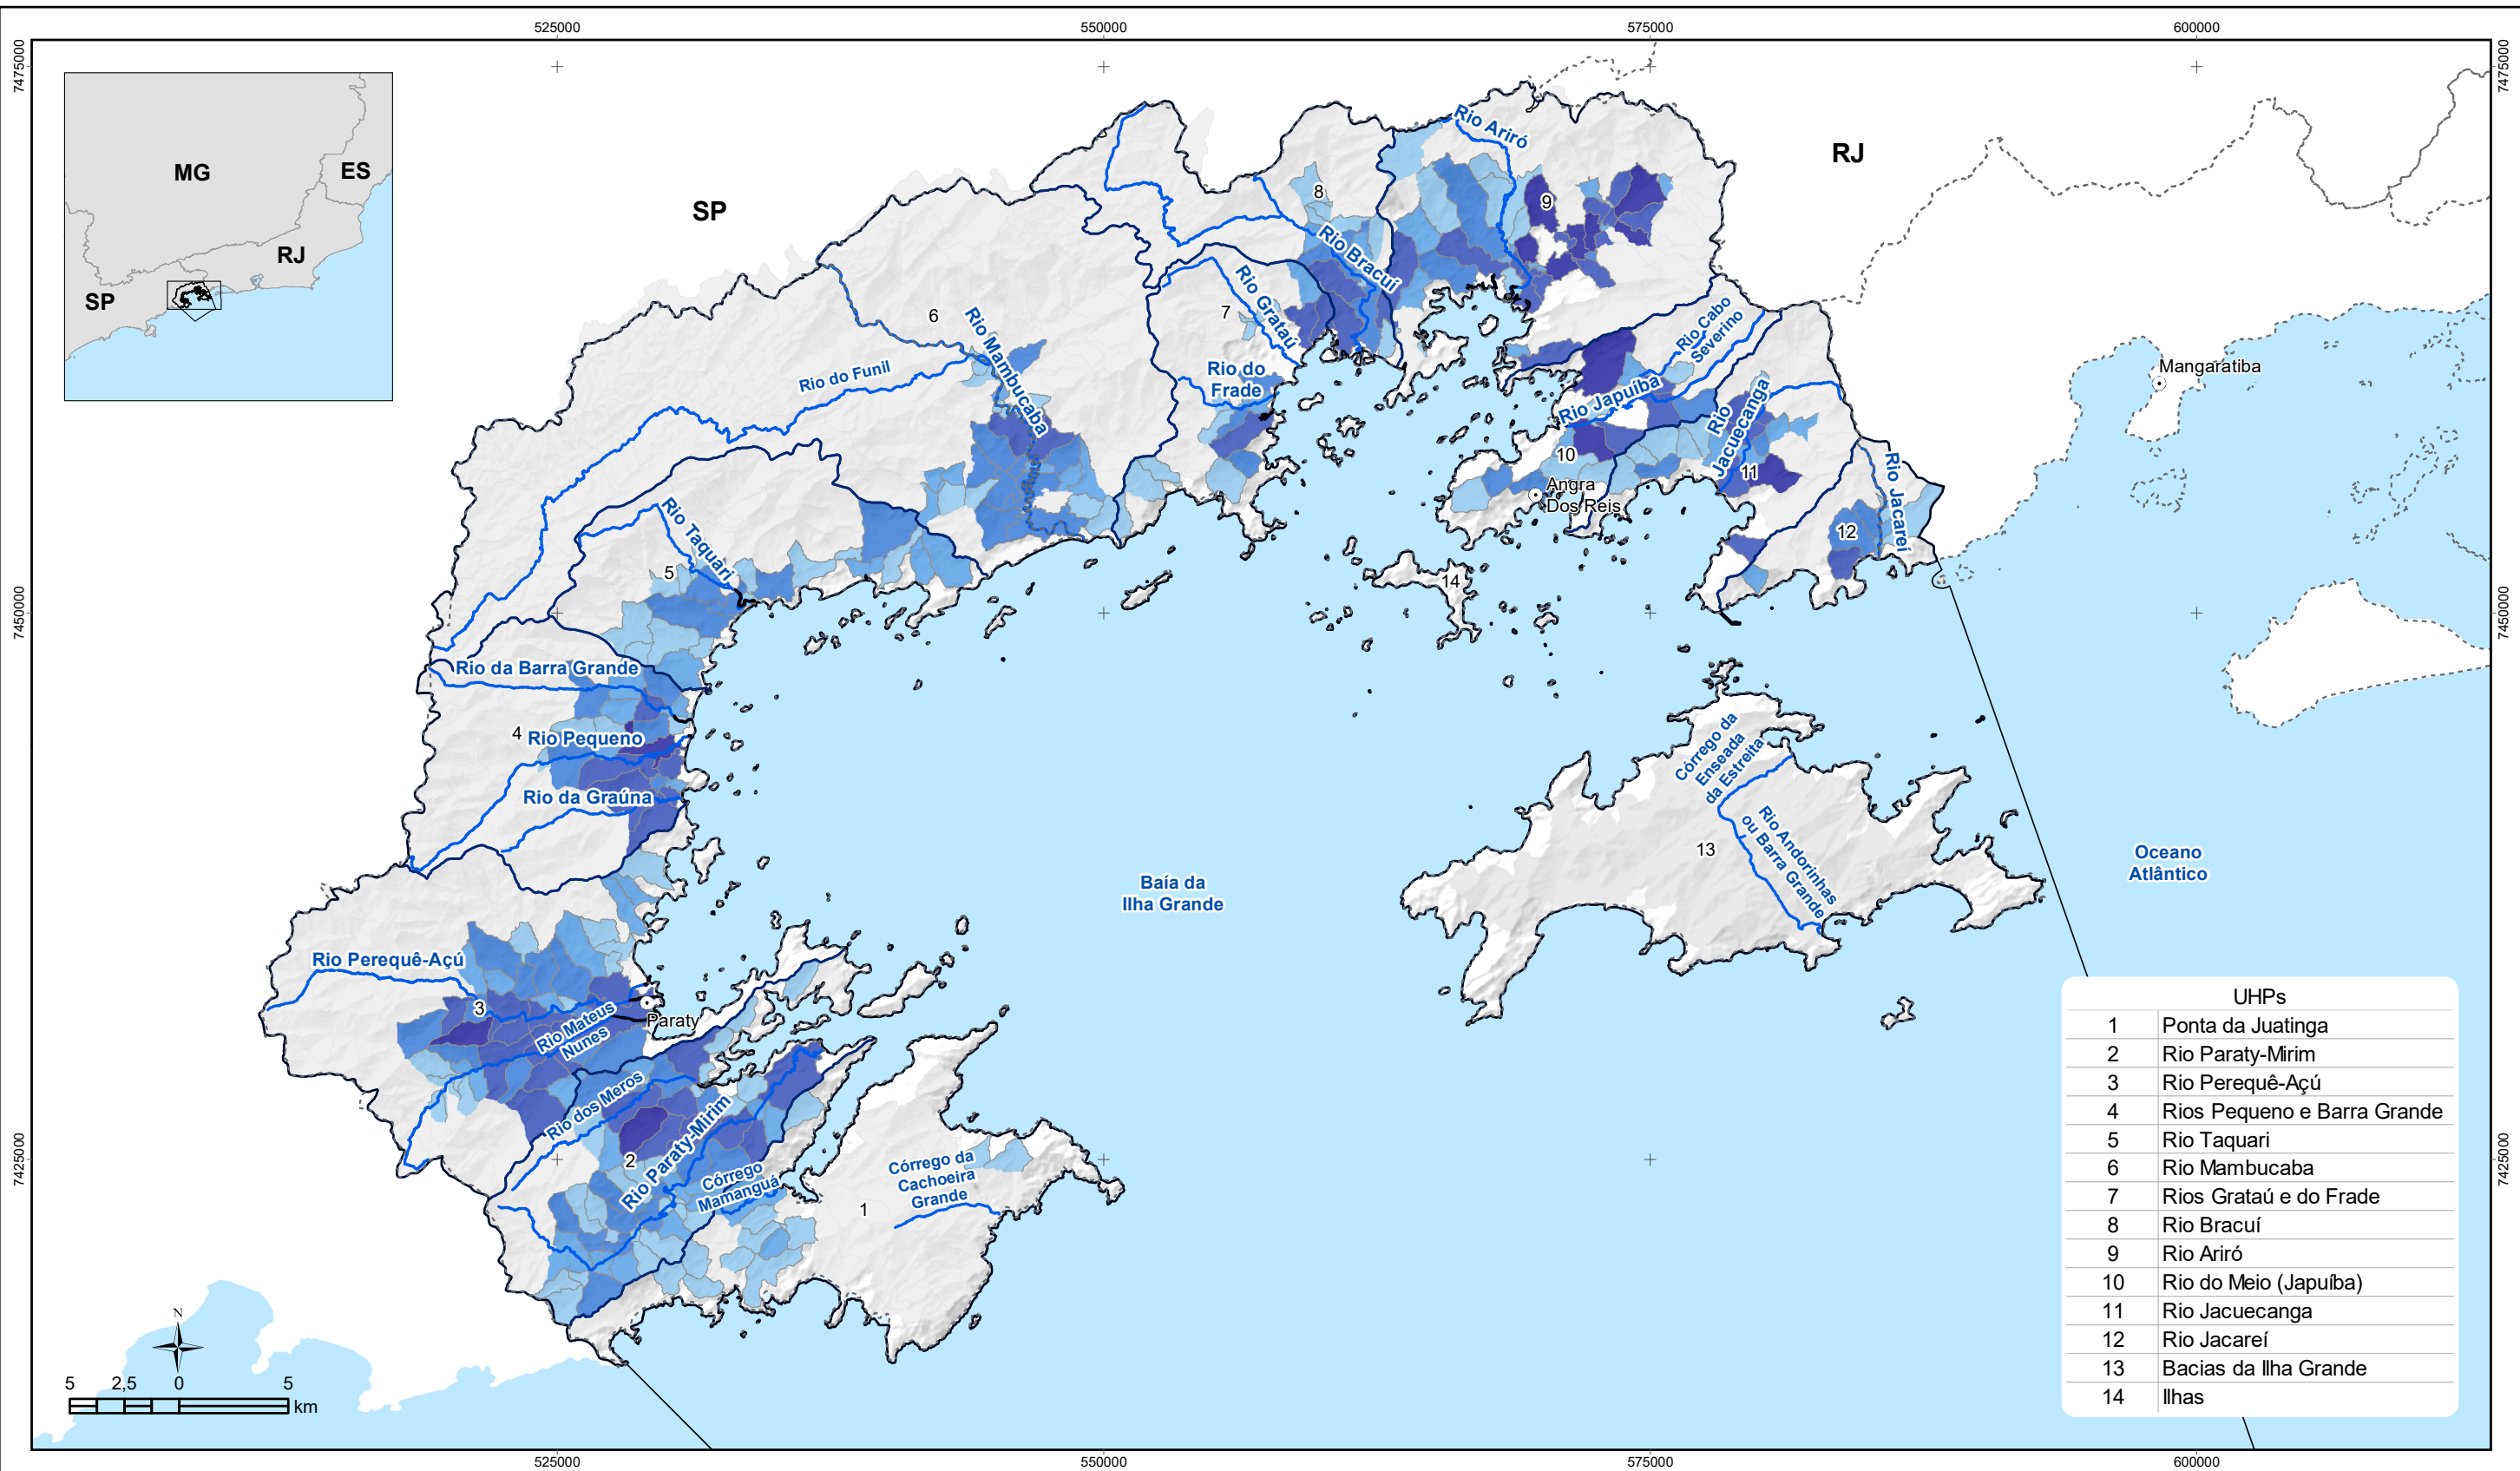 525000
550000
575000
600000
7475000
7475000
MG
ES
RJ
SP
SP
RJ
Rio Ariró
8
9
Rio Bracuí
Rio Grataú
7
6
Rio Mambucaba
Rio do Funil
Rio do
Frade
Rio Cabo
Severino
Rio Japuíba
Rio
Jacuecanga
Mangaratiba
10
11
Angra
Dos Reis
Rio Jacareí
12
Rio Taquari
5
14
7450000
7450000
Rio da Barra Grande
4
Rio Pequeno
Rio da Graúna
Córrego da
Enseada
da Estreita
Rio Andorinhas
ou Barra Grande
13
Baía da
Ilha Grande
Oceano
Atlântico
Rio Perequê-Açú
3
Rio Mateus
Nunes
Paraty
Rio dos Meros
2
Rio Paraty-Mirim
Córrego
Mamanguá
Córrego da
Cachoeira
Grande
1
7425000
7425000
UHPs
1 Ponta da Juatinga
2 Rio Paraty-Mirim
3 Rio Perequê-Açú
4 Rios Pequeno e Barra Grande
5 Rio Taquari
6 Rio Mambucaba
7 Rios Grataú e do Frade
8 Rio Bracuí
9 Rio Ariró
10 Rio do Meio (Japuíba)
11 Rio Jacuecanga
12 Rio Jacareí
13 Bacias da Ilha Grande
14 Ilhas
N
5 2,5 0 5
km
525000
550000
575000
600000